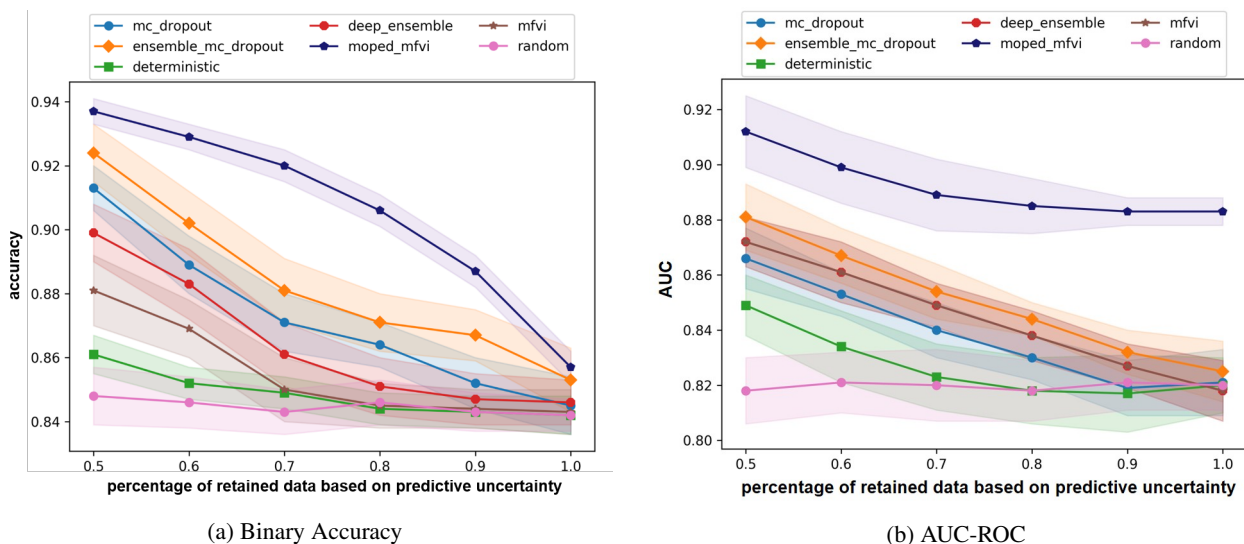 mc_dropout deep_ensemble mfvi
ensemble_mc_dropout moped_mfvi random
deterministic
0.94
0.92
0.90
0.88
0.86
0.84
accuracy
0.5 0.6 0.7 0.8 0.9 1.0
percentage of retained data based on predictive uncertainty
(a) Binary Accuracy
mc_dropout deep_ensemble mfvi
ensemble_mc_dropout moped_mfvi random
deterministic
0.92
0.90
0.88
0.86
0.84
0.82
0.80
AUC
0.5 0.6 0.7 0.8 0.9 1.0
percentage of retained data based on predictive uncertainty
(b) AUC-ROC